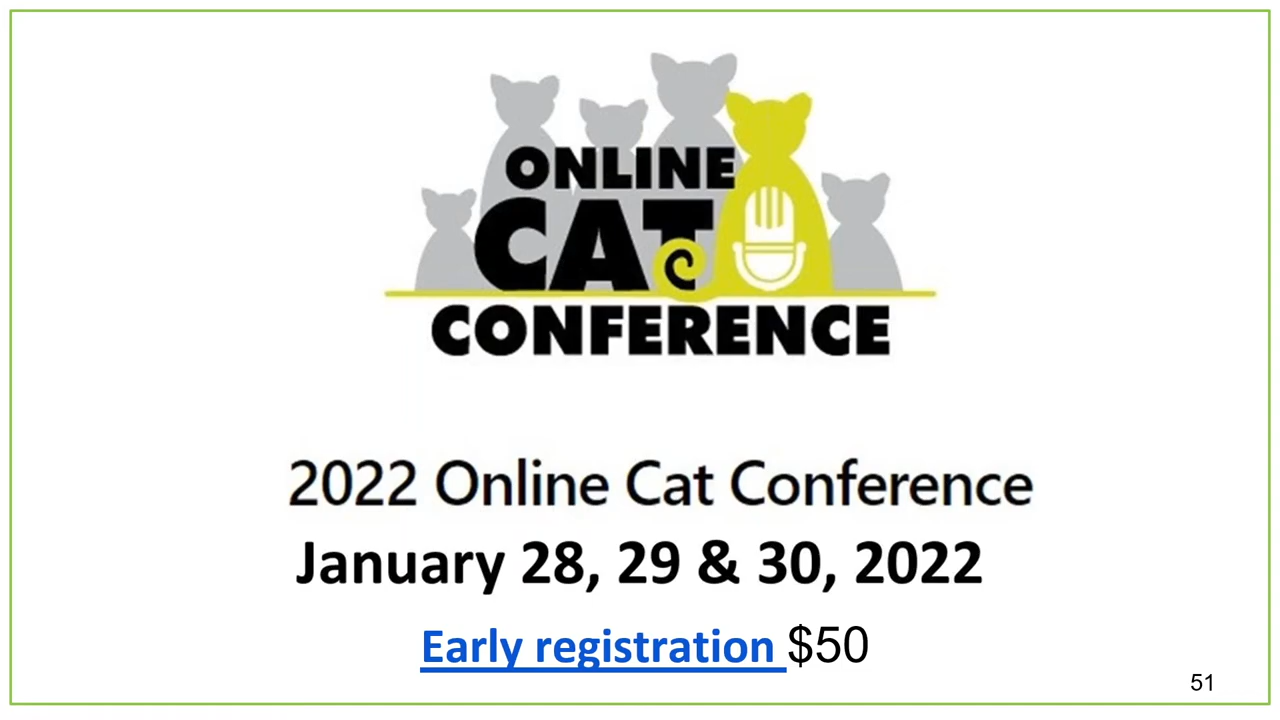 ONLINE
CAT
CONFERENCE
2022 Online Cat Conference
January 28, 29 & 30, 2022
Early registration $50
51